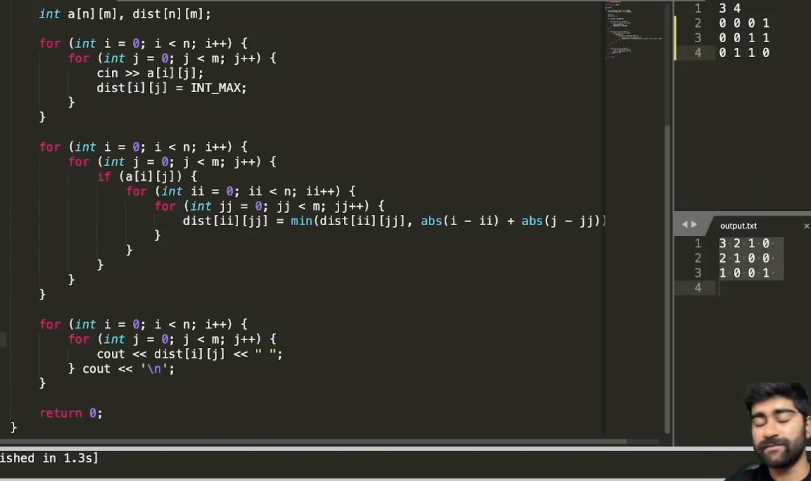 int a[n][m], dist[n][m];
for (int i = 0; i < n; i++) {
for (int j = 0; j < m; j++) {
cin >> a[i][j];
dist[i][j] = INT_MAX;
}
}
for (int i = 0; i < n; i++) {
for (int j = 0; j < m; j++) {
if (a[i][j]) {
for (int ii = 0; ii < n; ii++) {
for (int jj = 0; jj < m; jj++) {
dist[ii][jj] = min(dist[ii][jj], abs(i - ii) + abs(j - jj))
}
}
}
}
}
for (int i = 0; i < n; i++) {
for (int j = 0; j < m; j++) {
cout << dist[i][j] << " ";
} cout << '\n';
}
return 0;
}
ished in 1.3s]
1 3 4
2 0 0 0 1
3 0 0 1 1
4 0 1 1 0
output.txt
1 3 2 1 0
2 2 1 0 0
3 1 0 0 1
4